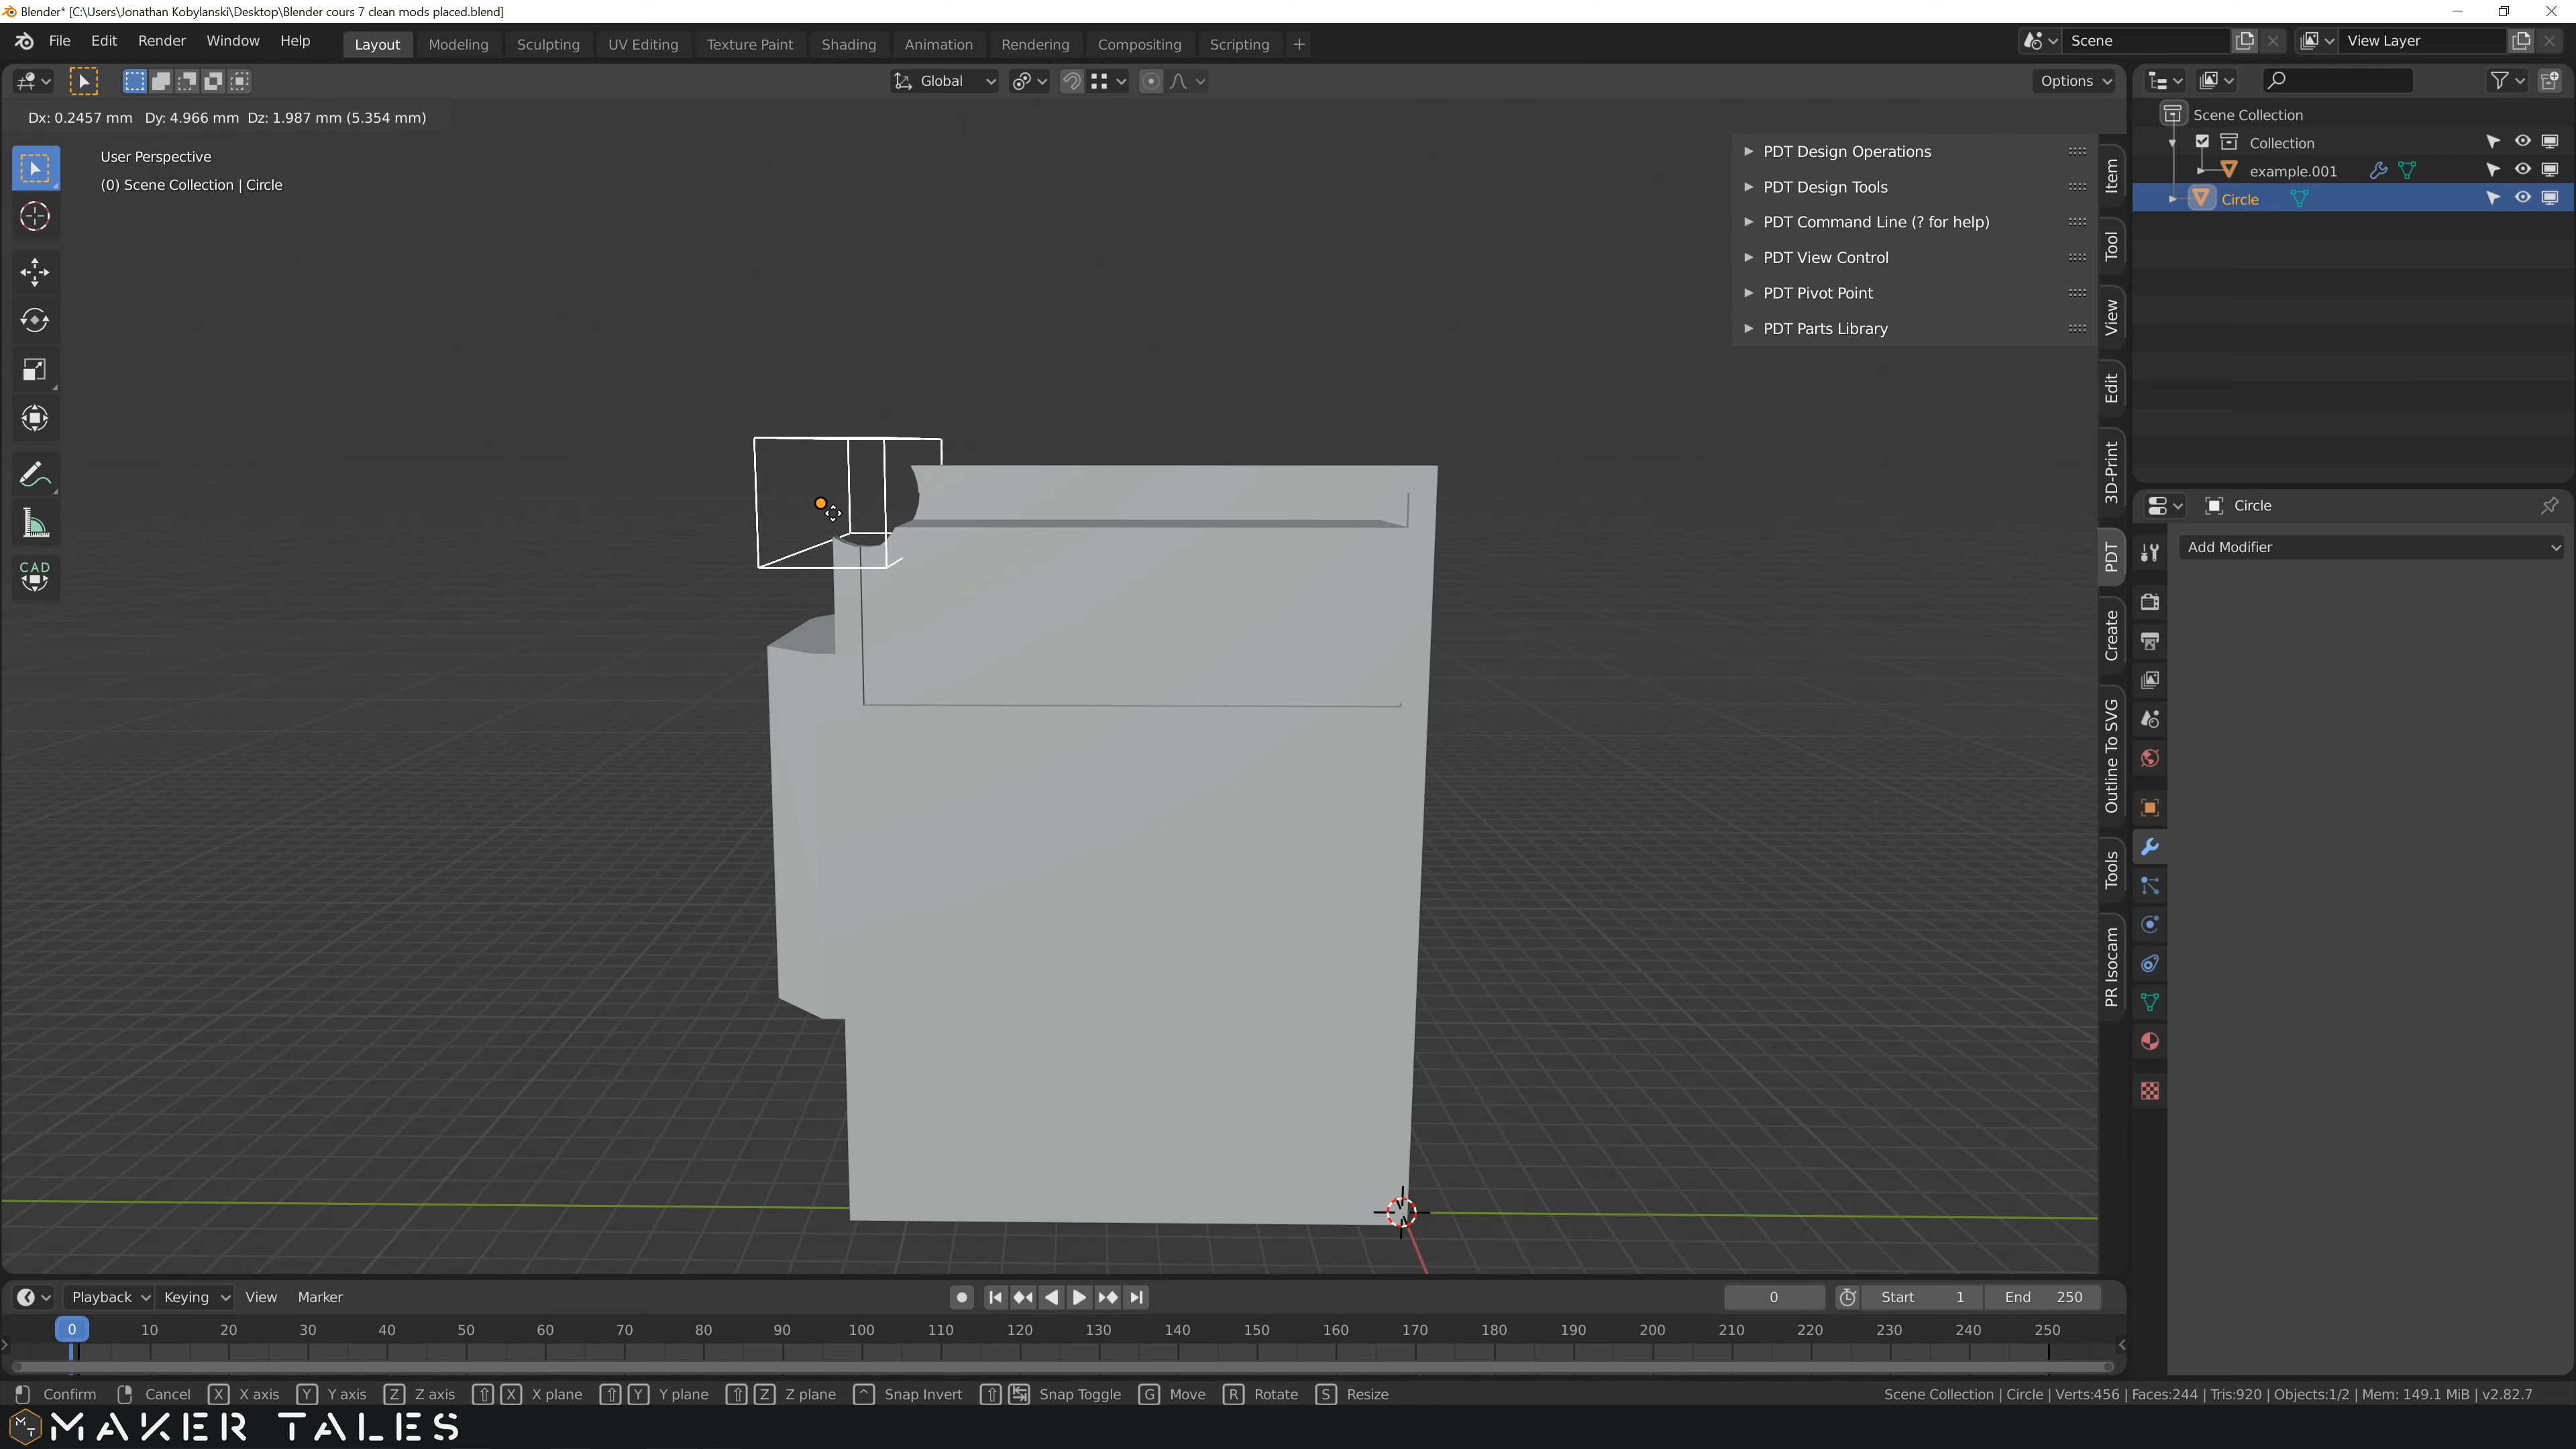 Blender* [C:\Users\Jonathan Kobylanski\Desktop\Blender cours 7 clean mods placed.blend]
File Edit Render Window Help Layout Modeling Sculpting UV Editing Texture Paint Shading Animation Rendering Compositing Scripting + Scene View Layer
Global Options
Dx: 0.2457 mm Dy: 4.966 mm Dz: 1.987 mm (5.354 mm)
User Perspective
(0) Scene Collection | Circle
PDT Design Operations
PDT Design Tools
PDT Command Line (? for help)
PDT View Control
PDT Pivot Point
PDT Parts Library
Item
Tool
View
Edit
3D-Print
PDT
Create
Outline To SVG
Tools
PR Isocam
CAD
Scene Collection
Collection
example.001
Circle
Circle
Add Modifier
Playback Keying View Marker 0 Start 1 End 250
0 10 20 30 40 50 60 70 80 90 100 110 120 130 140 150 160 170 180 190 200 210 220 230 240 250
Confirm Cancel X X axis Y Y axis Z Z axis X X plane Y Y plane Z Z plane ^ Snap Invert Snap Toggle G Move R Rotate S Resize Scene Collection | Circle | Verts:456 | Faces:244 | Tris:920 | Objects:1/2 | Mem: 149.1 MiB | v2.82.7
MT MAKER TALES